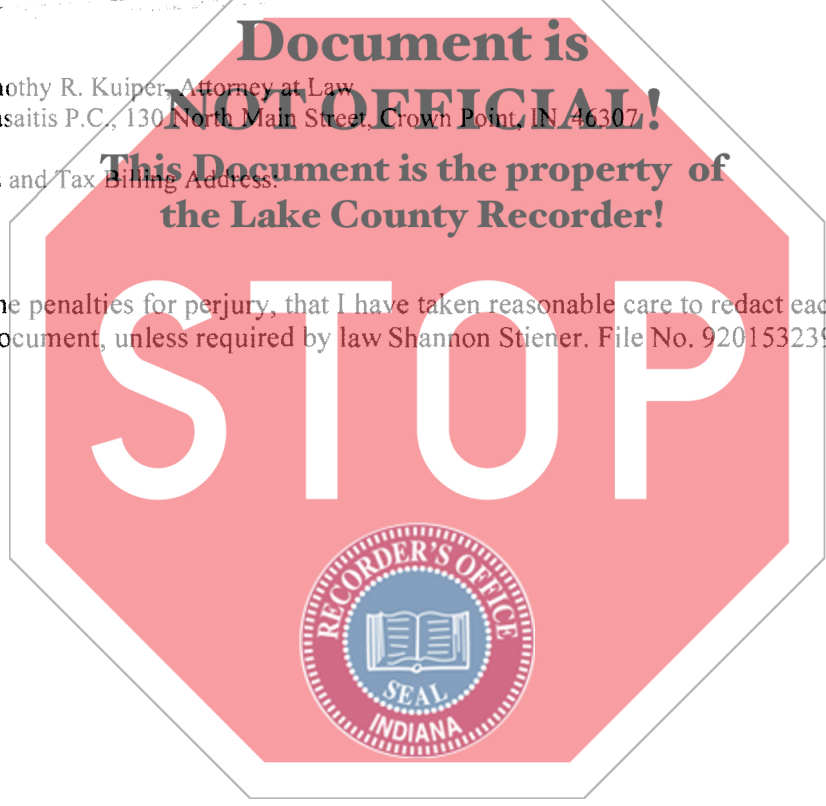 Document is
othy R. Kuiper, Attorney at Law
NOT OFFICIAL!
saitis P.C., 130 North Main Street, Crown Point, IN 46307
This Document is the property of
and Tax Billing Address:
the Lake County Recorder!
he penalties for perjury, that I have taken reasonable care to redact eac
ocument, unless required by law Shannon Stiener. File No. 920153239
STOP
RECORDER'S OFFICE
SEAL
INDIANA